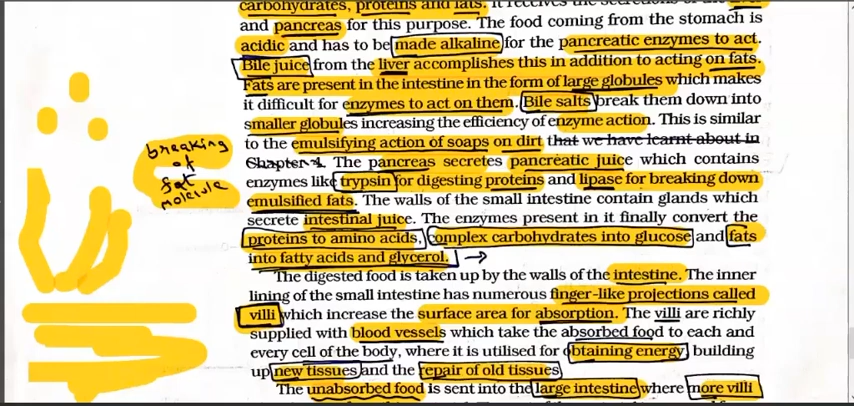 carbohydrates, proteins and fats. It receives the secretions of the liver
and pancreas for this purpose. The food coming from the stomach is
acidic and has to be made alkaline for the pancreatic enzymes to act.
Bile juice from the liver accomplishes this in addition to acting on fats.
Fats are present in the intestine in the form of large globules which makes
it difficult for enzymes to act on them. Bile salts break them down into
smaller globules increasing the efficiency of enzyme action. This is similar
to the emulsifying action of soaps on dirt that we have learnt about in
Chapter 4. The pancreas secretes pancreatic juice which contains
enzymes like trypsin for digesting proteins and lipase for breaking down
emulsified fats. The walls of the small intestine contain glands which
secrete intestinal juice. The enzymes present in it finally convert the
proteins to amino acids, complex carbohydrates into glucose and fats
into fatty acids and glycerol.
breaking
of
fat
molecule
The digested food is taken up by the walls of the intestine. The inner
lining of the small intestine has numerous finger-like projections called
villi which increase the surface area for absorption. The villi are richly
supplied with blood vessels which take the absorbed food to each and
every cell of the body, where it is utilised for obtaining energy, building
up new tissues and the repair of old tissues
The unabsorbed food is sent into the large intestine where more villi